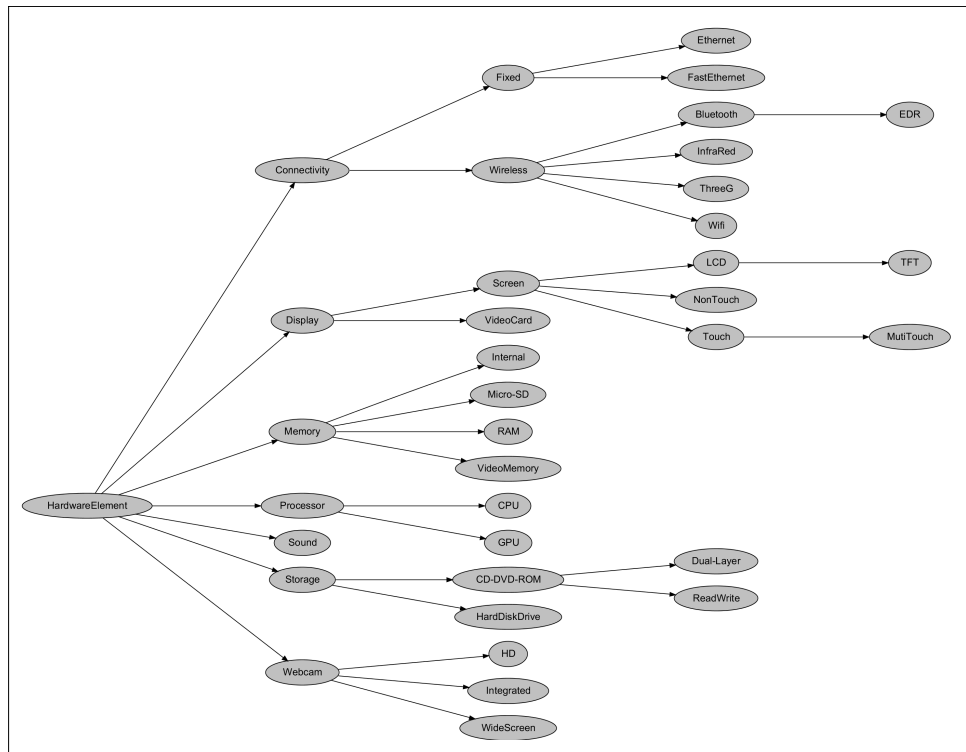 Ethernet
Fixed
FastEthernet
Bluetooth
EDR
InfraRed
Connectivity
Wireless
ThreeG
Wifi
LCD
TFT
Screen
NonTouch
Display
VideoCard
Touch
MutiTouch
Internal
Micro-SD
Memory
RAM
VideoMemory
HardwareElement
Processor
CPU
Sound
GPU
Dual-Layer
Storage
CD-DVD-ROM
ReadWrite
HardDiskDrive
HD
Webcam
Integrated
WideScreen